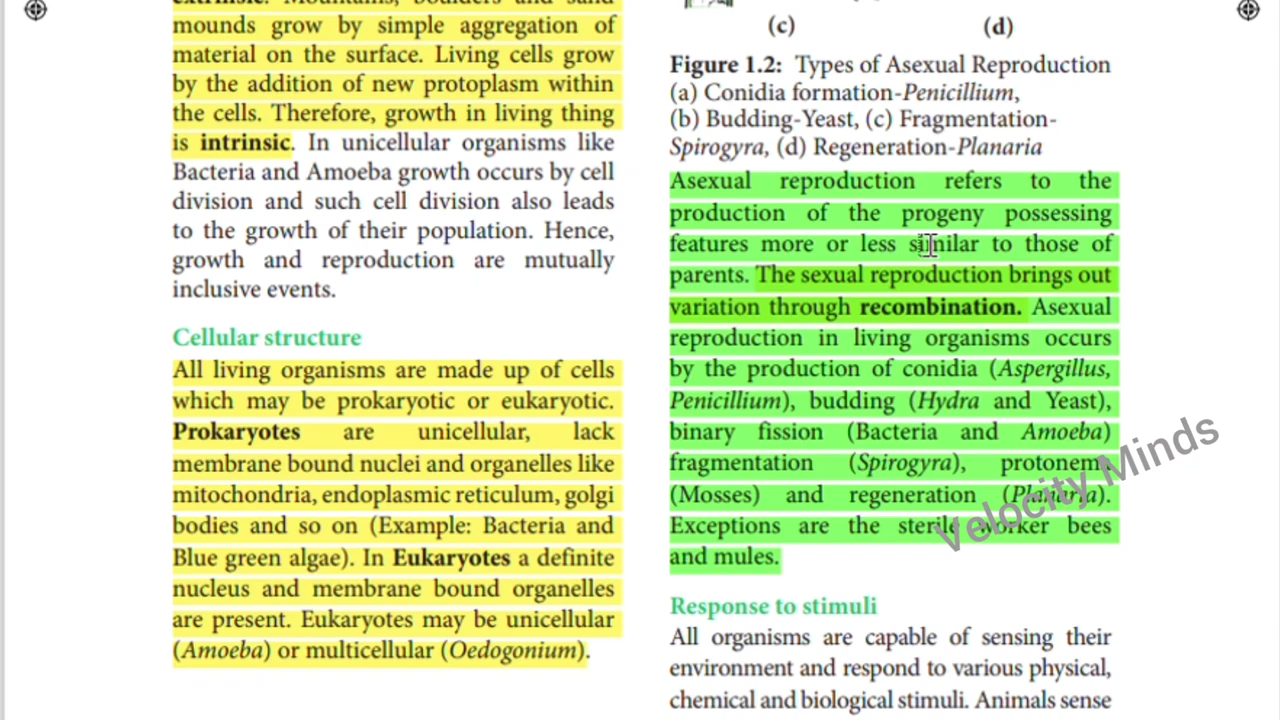 extrinsic. Mountains, boulders and sand
mounds grow by simple aggregation of
material on the surface. Living cells grow
by the addition of new protoplasm within
the cells. Therefore, growth in living thing
is intrinsic. In unicellular organisms like
Bacteria and Amoeba growth occurs by cell
division and such cell division also leads
to the growth of their population. Hence,
growth and reproduction are mutually
inclusive events.
Cellular structure
All living organisms are made up of cells
which may be prokaryotic or eukaryotic.
Prokaryotes are unicellular, lack
membrane bound nuclei and organelles like
mitochondria, endoplasmic reticulum, golgi
bodies and so on (Example: Bacteria and
Blue green algae). In Eukaryotes a definite
nucleus and membrane bound organelles
are present. Eukaryotes may be unicellular
(Amoeba) or multicellular (Oedogonium).
(c) (d)
Figure 1.2: Types of Asexual Reproduction
(a) Conidia formation-Penicillium,
(b) Budding-Yeast, (c) Fragmentation-
Spirogyra, (d) Regeneration-Planaria
Asexual reproduction refers to the
production of the progeny possessing
features more or less similar to those of
parents. The sexual reproduction brings out
variation through recombination. Asexual
reproduction in living organisms occurs
by the production of conidia (Aspergillus,
Penicillium), budding (Hydra and Yeast),
binary fission (Bacteria and Amoeba)
fragmentation (Spirogyra), protonema
(Mosses) and regeneration (Planaria).
Exceptions are the sterile worker bees
and mules.
Response to stimuli
All organisms are capable of sensing their
environment and respond to various physical,
chemical and biological stimuli. Animals sense
Velocity Minds